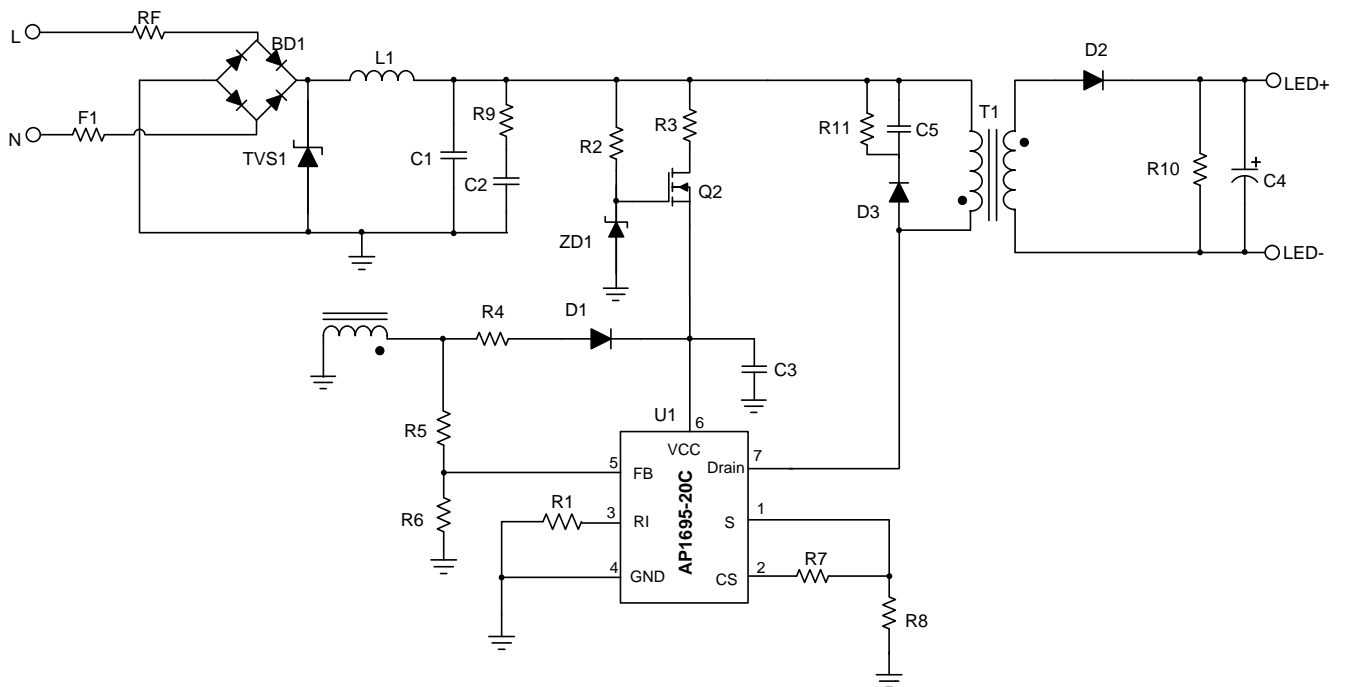 RF
L
BD1
L1
F1
N
TVS1
C1
R9
C2
R2
R3
Q2
ZD1
R11
C5
D3
T1
D2
R10
+
C4
LED+
LED-
R4
D1
C3
R5
R6
U1
6
VCC
5
FB
Drain
7
R1
3
RI
S
1
4
GND
CS
2
AP1695-20C
R7
R8